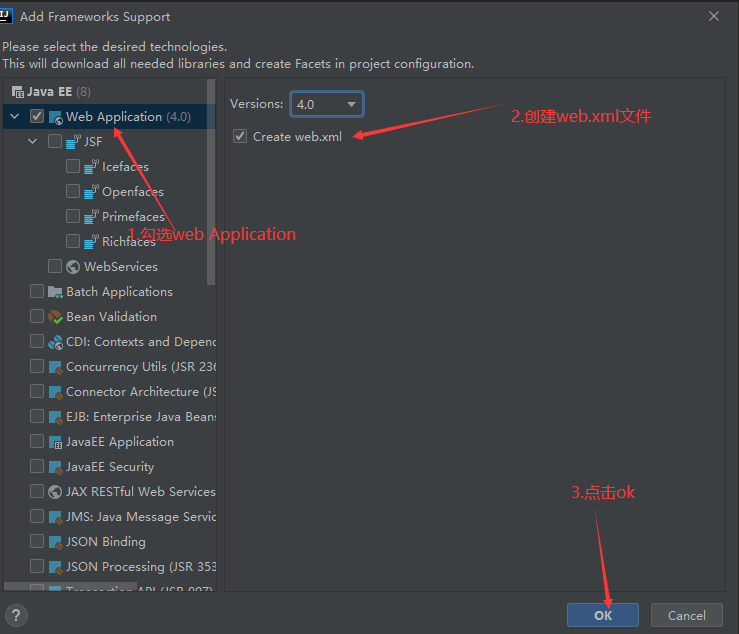 Add Frameworks Support
Please select the desired technologies.
This will download all needed libraries and create Facets in project configuration.
Java EE (8)
Web Application (4.0)
JSF
Icefaces
Openfaces
Primefaces
Richfaces
WebServices
Batch Applications
Bean Validation
CDI: Contexts and Depend
Concurrency Utils (JSR 236
Connector Architecture (JS
EJB: Enterprise Java Beans
JavaEE Application
JavaEE Security
JAX RESTful Web Services
JMS: Java Message Servic
JSON Binding
JSON Processing (JSR 353
Transaction API (JSR 907)
Versions: 4.0
Create web.xml
1.勾选web Application
2.创建web.xml文件
3.点击ok
?
OK
Cancel